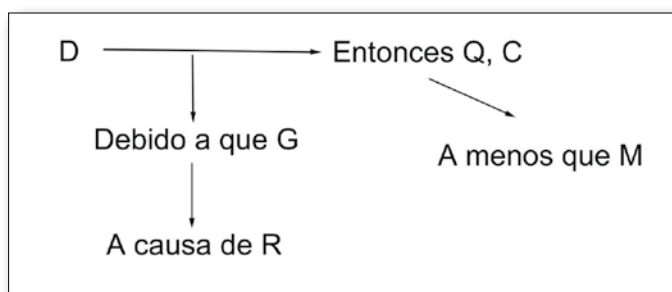 D
Entonces Q, C
Debido a que G
A menos que M
A causa de R